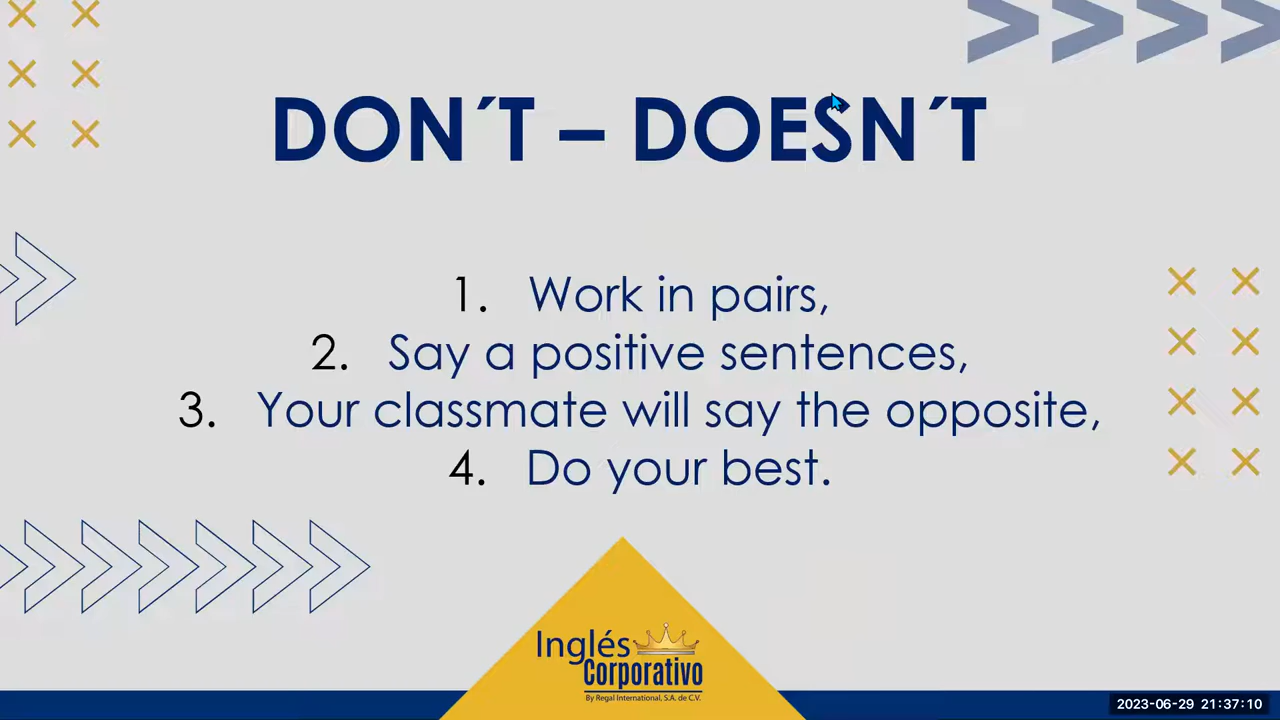 DON´T – DOESN´T
1. Work in pairs,
2. Say a positive sentences,
3. Your classmate will say the opposite,
4. Do your best.
Inglés
Corporativo
By Regal International, S.A. de C.V.
2023-06-29 21:37:10